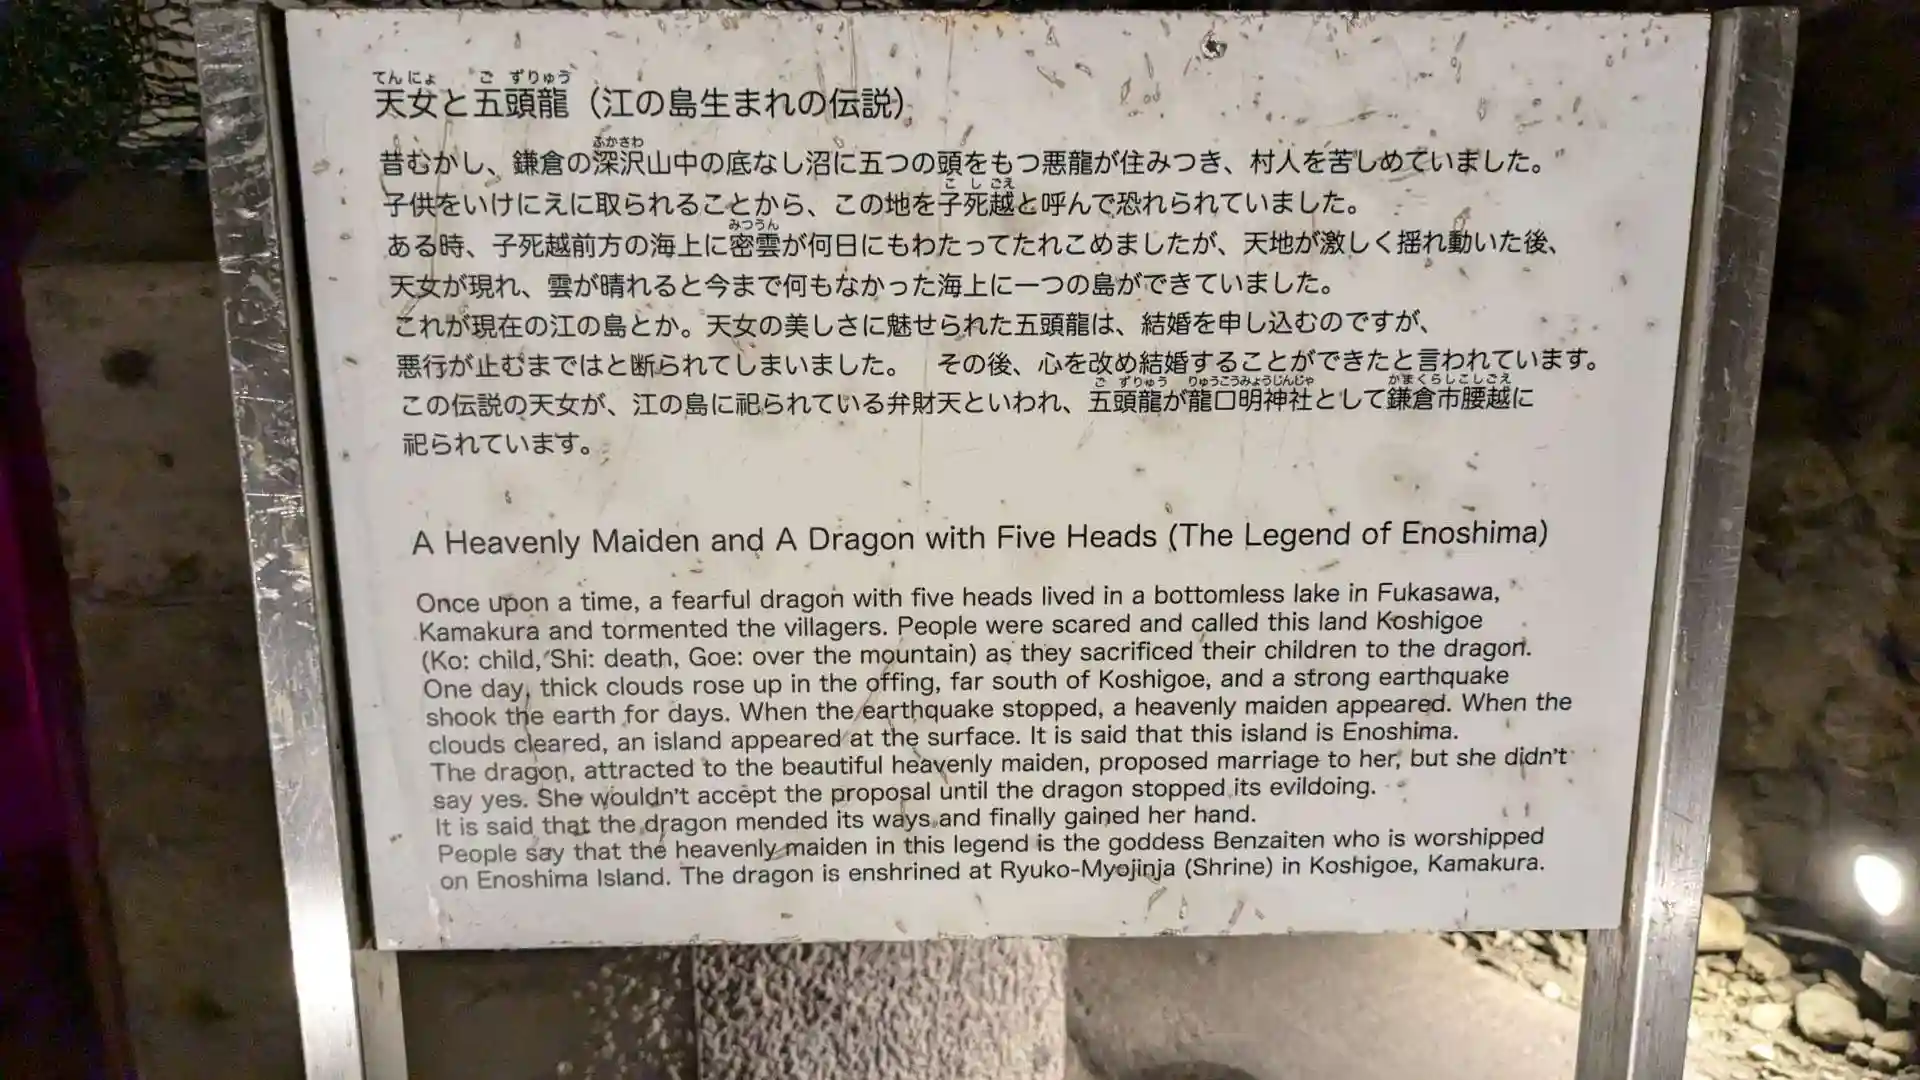 てんにょ ご ずりゅう
天女と五頭龍（江の島生まれの伝説）
ふかさわ
昔むかし、鎌倉の深沢山中の底なし沼に五つの頭をもつ悪龍が住みつき、村人を苦しめていました。
こ し ごえ
子供をいけにえに取られることから、この地を子死越と呼んで恐れられていました。
みつうん
ある時、子死越前方の海上に密雲が何日にもわたってたれこめましたが、天地が激しく揺れ動いた後、
天女が現れ、雲が晴れると今まで何もなかった海上に一つの島ができていました。
これが現在の江の島とか。天女の美しさに魅せられた五頭龍は、結婚を申し込むのですが、
悪行が止むまではと断られてしまいました。　その後、心を改め結婚することができたと言われています。
ご ずりゅう りゅうこうみょうじんじゃ かまくらしこしごえ
この伝説の天女が、江の島に祀られている弁財天といわれ、五頭龍が龍口明神社として鎌倉市腰越に
祀られています。
A Heavenly Maiden and A Dragon with Five Heads (The Legend of Enoshima)
Once upon a time, a fearful dragon with five heads lived in a bottomless lake in Fukasawa,
Kamakura and tormented the villagers. People were scared and called this land Koshigoe
(Ko: child, Shi: death, Goe: over the mountain) as they sacrificed their children to the dragon.
One day, thick clouds rose up in the offing, far south of Koshigoe, and a strong earthquake
shook the earth for days. When the earthquake stopped, a heavenly maiden appeared. When the
clouds cleared, an island appeared at the surface. It is said that this island is Enoshima.
The dragon, attracted to the beautiful heavenly maiden, proposed marriage to her, but she didn't
say yes. She wouldn't accept the proposal until the dragon stopped its evildoing.
It is said that the dragon mended its ways and finally gained her hand.
People say that the heavenly maiden in this legend is the goddess Benzaiten who is worshipped
on Enoshima Island. The dragon is enshrined at Ryuko-Myojinja (Shrine) in Koshigoe, Kamakura.